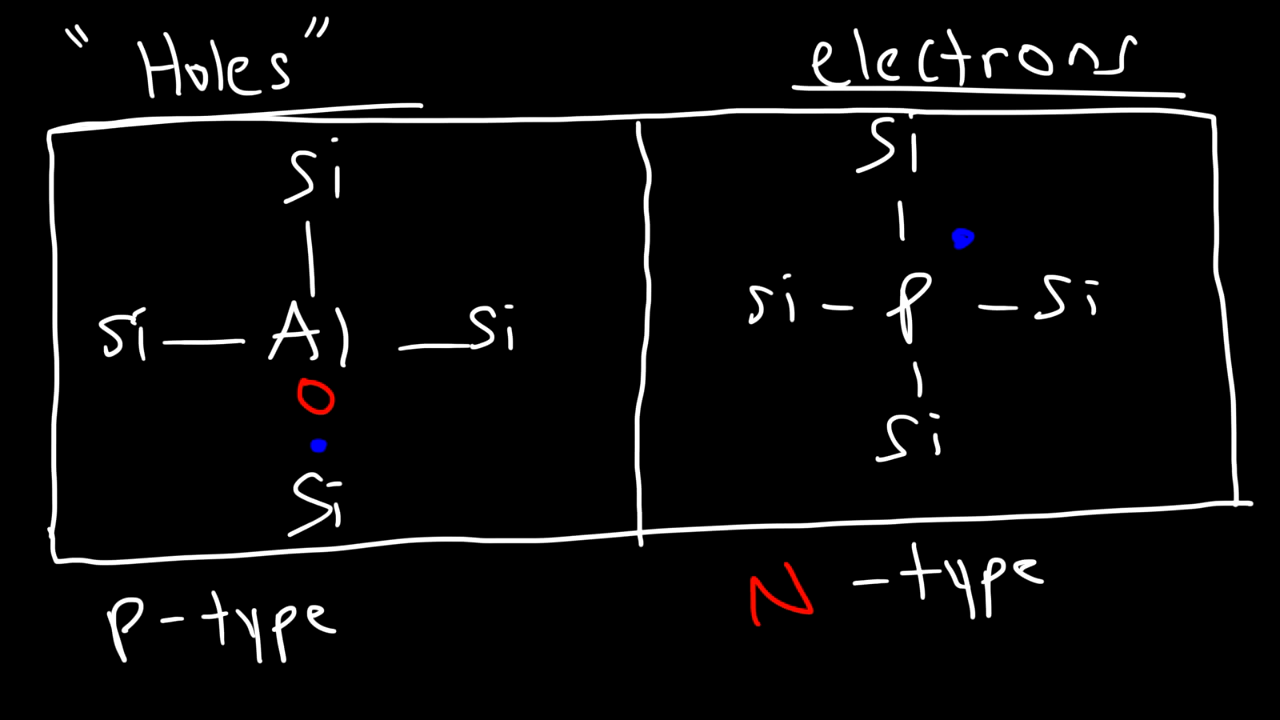 "Holes"
electrons
Si
Si — Al — Si
Si
Si
Si – P – Si
Si
P-type
N-type